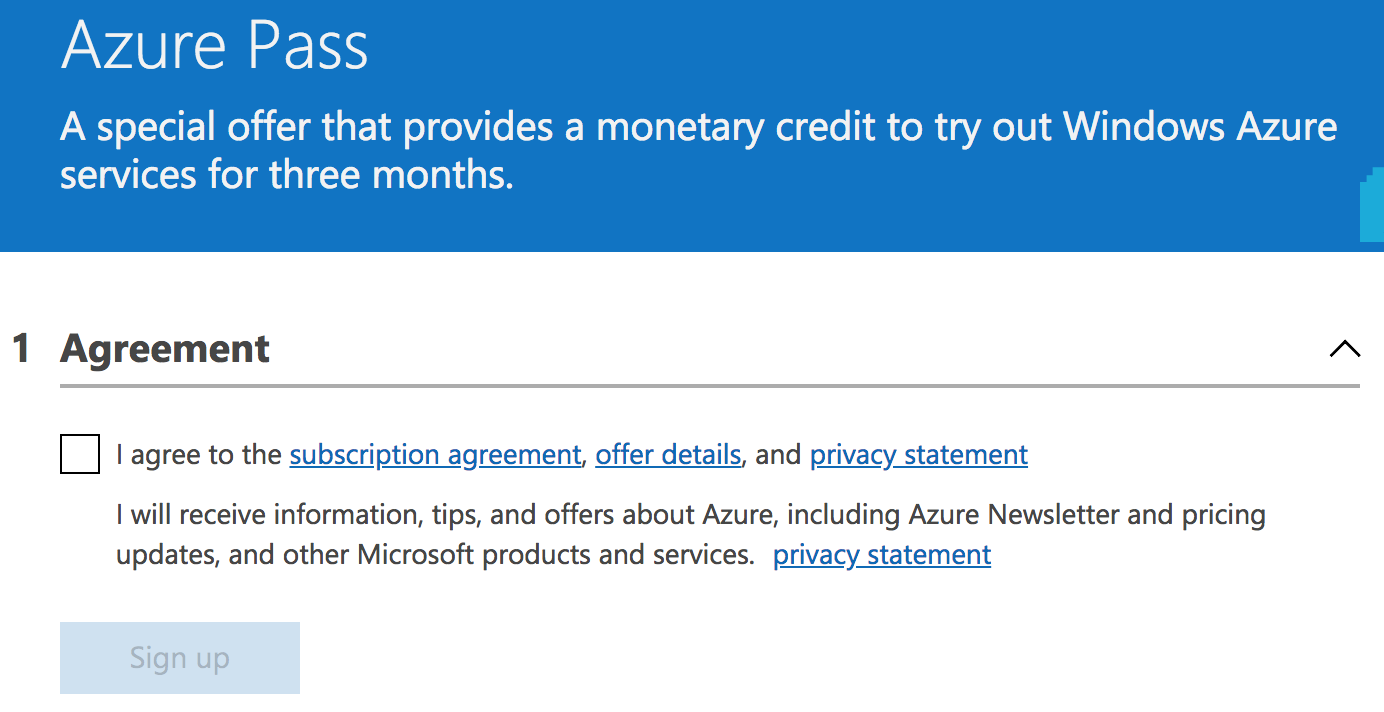 Azure Pass
A special offer that provides a monetary credit to try out Windows Azure
services for three months.
1 Agreement
I agree to the subscription agreement, offer details, and privacy statement
I will receive information, tips, and offers about Azure, including Azure Newsletter and pricing
updates, and other Microsoft products and services. privacy statement
Sign up